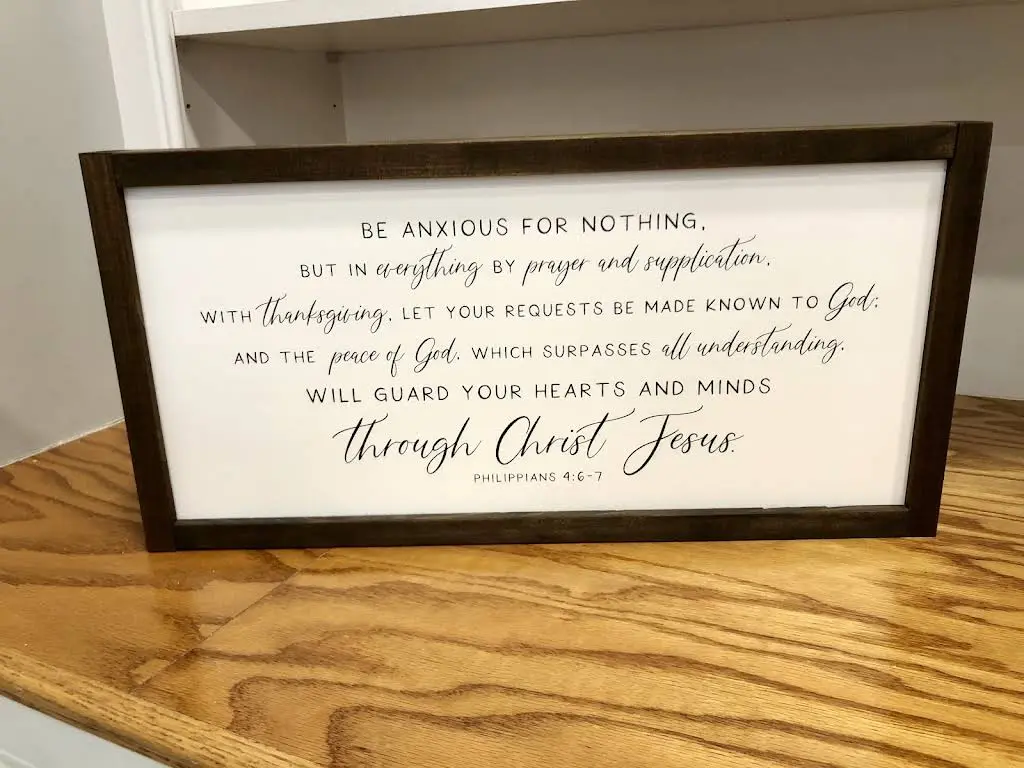 BE ANXIOUS FOR NOTHING,
BUT IN everything BY prayer and supplication,
WITH thanksgiving, LET YOUR REQUESTS BE MADE KNOWN TO God;
AND THE peace of God, WHICH SURPASSES all understanding,
WILL GUARD YOUR HEARTS AND MINDS
through Christ Jesus.
PHILIPPIANS 4:6-7